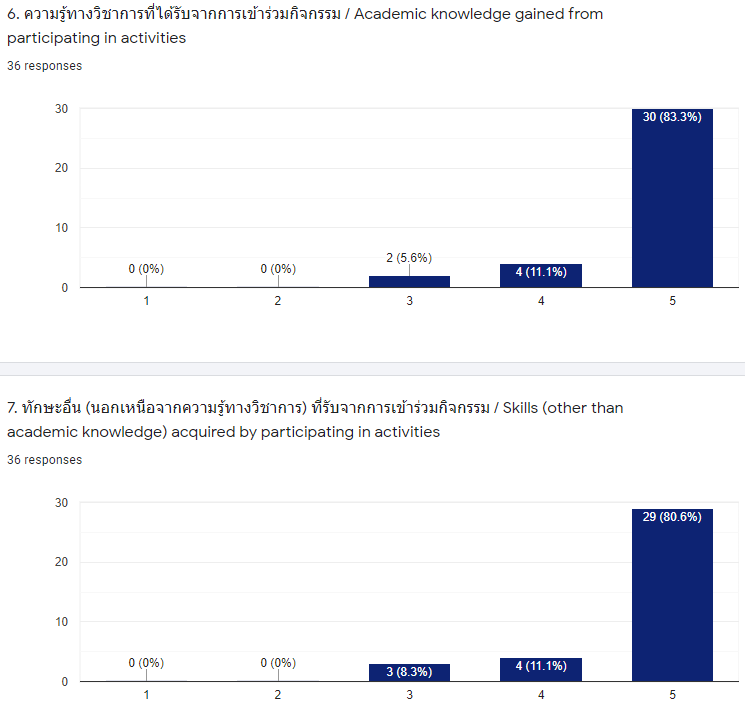 6. ความรู้ทางวิชาการที่ได้รับจากการเข้าร่วมกิจกรรม / Academic knowledge gained from
participating in activities
36 responses
30
20
10
0
0 (0%)
0 (0%)
2 (5.6%)
4 (11.1%)
30 (83.3%)
1 2 3 4 5
7. ทักษะอื่น (นอกเหนือจากความรู้ทางวิชาการ) ที่รับจากการเข้าร่วมกิจกรรม / Skills (other than
academic knowledge) acquired by participating in activities
36 responses
30
20
10
0
0 (0%)
0 (0%)
3 (8.3%)
4 (11.1%)
29 (80.6%)
1 2 3 4 5